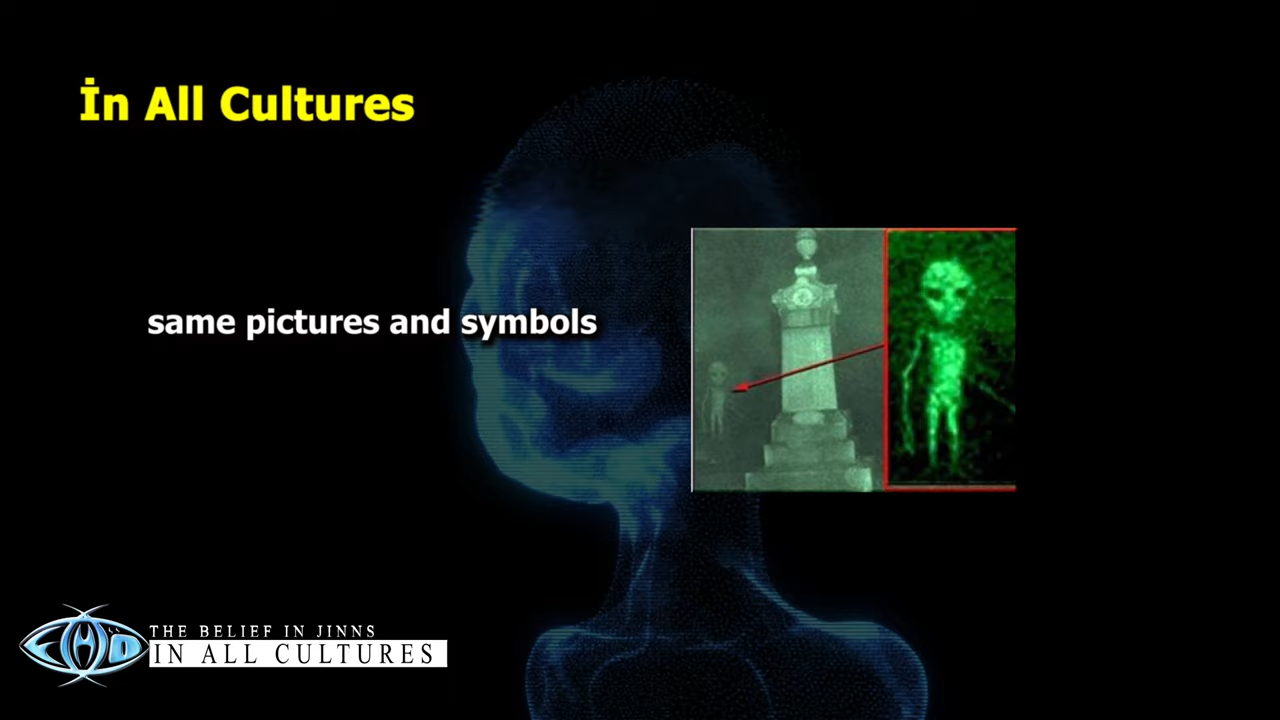 İn All Cultures
same pictures and symbols
THE BELIEF IN JINNS
IN ALL CULTURES